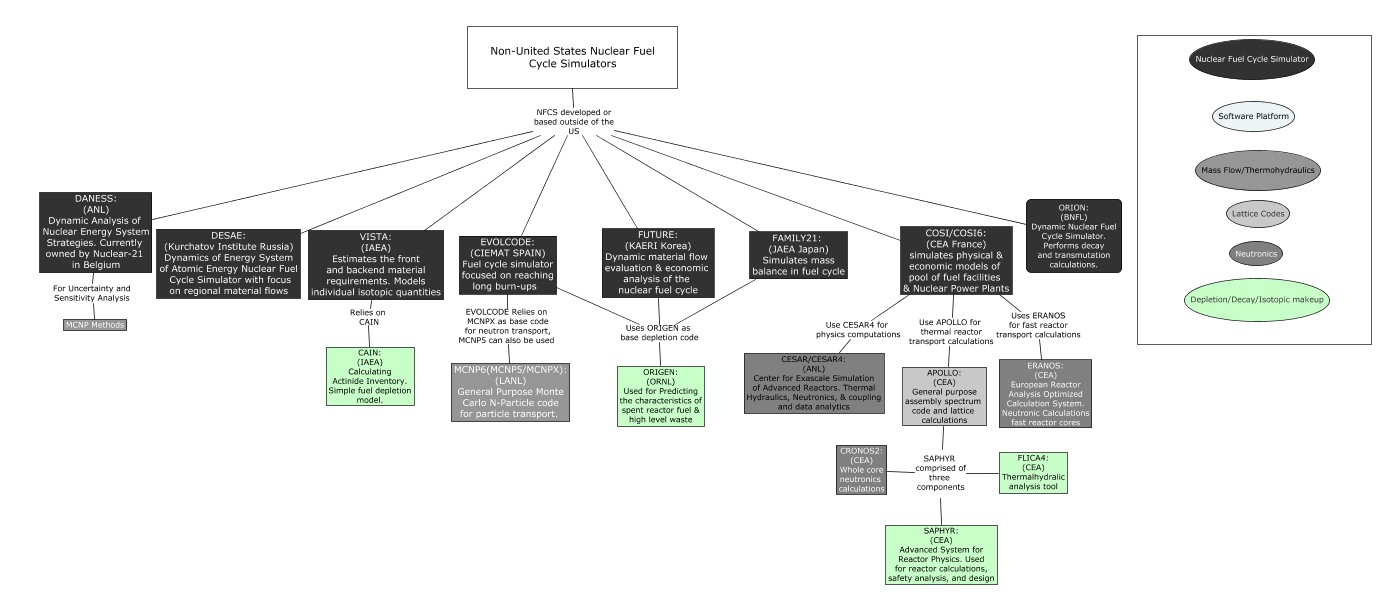 Non-United States Nuclear Fuel
Cycle Simulators
NFCS developed or
based outside of the
US
DANESS:
(ANL)
Dynamic Analysis of
Nuclear Energy System
Strategies. Currently
owned by Nuclear-21
in Belgium
For Uncertainty and
Sensitivity Analysis
MCNP Methods
DESAE:
(Kurchatov Institute Russia)
Dynamics of Energy System
of Atomic Energy Nuclear Fuel
Cycle Simulator with focus
on regional material flows
VISTA:
(IAEA)
Estimates the front
and backend material
requirements. Models
individual isotopic quantities
Relies on
CAIN
CAIN:
(IAEA)
Calculating
Actinide Inventory.
Simple fuel depletion
model.
EVOLCODE:
(CIEMAT SPAIN)
Fuel cycle simulator
focused on reaching
long burn-ups
EVOLCODE Relies on
MCNPX as base code
for neutron transport,
MCNP5 can also be used
MCNP6(MCNP5/MCNPX):
(LANL)
General Purpose Monte
Carlo N-Particle code
for particle transport.
FUTURE:
(KAERI Korea)
Dynamic material flow
evaluation & economic
analysis of the
nuclear fuel cycle
Uses ORIGEN as
base depletion code
ORIGEN:
(ORNL)
Used for Predicting
the characteristics of
spent reactor fuel &
high level waste
FAMILY21:
(JAEA Japan)
Simulates mass
balance in fuel cycle
COSI/COSI6:
(CEA France)
simulates physical &
economic models of
pool of fuel facilities
& Nuclear Power Plants
Use CESAR4 for
physics computations
CESAR/CESAR4:
(ANL)
Center for Exascale Simulation
of Advanced Reactors. Thermal
Hydraulics, Neutronics, & coupling
and data analytics
Use APOLLO for
thermal reactor
transport calculations
APOLLO:
(CEA)
General purpose
assembly spectrum
code and lattice
calculations
Uses ERANOS
for fast reactor
transport calculations
ERANOS:
(CEA)
European Reactor
Analysis Optimized
Calculation System.
Neutronic Calculations
fast reactor cores
CRONOS2:
(CEA)
Whole core
neutronics
calculations
SAPHYR
comprised of
three
components
FLICA4:
(CEA)
Thermalhydralic
analysis tool
SAPHYR:
(CEA)
Advanced System for
Reactor Physics. Used
for reactor calculations,
safety analysis, and design
ORION:
(BNFL)
Dynamic Nuclear Fuel
Cycle Simulator.
Performs decay
and transmutation
calculations.
Nuclear Fuel Cycle Simulator
Software Platform
Mass Flow/Thermohydraulics
Lattice Codes
Neutronics
Depletion/Decay/Isotopic makeup